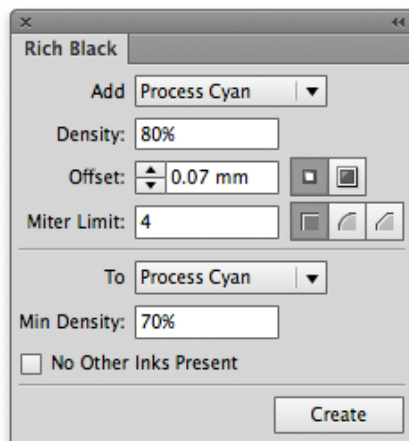 Rich Black
Add Process Cyan
Density: 80%
Offset: 0.07 mm
Miter Limit: 4
To Process Cyan
Min Density: 70%
No Other Inks Present
Create